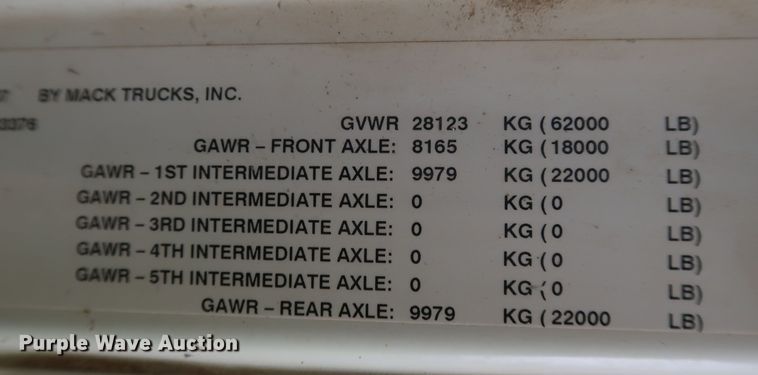 BY MACK TRUCKS, INC.
3376 GVWR 28123 KG ( 62000 LB)
GAWR – FRONT AXLE: 8165 KG ( 18000 LB)
GAWR – 1ST INTERMEDIATE AXLE: 9979 KG ( 22000 LB)
GAWR – 2ND INTERMEDIATE AXLE: 0 KG ( 0 LB)
GAWR – 3RD INTERMEDIATE AXLE: 0 KG ( 0 LB)
GAWR – 4TH INTERMEDIATE AXLE: 0 KG ( 0 LB)
GAWR – 5TH INTERMEDIATE AXLE: 0 KG ( 0 LB)
GAWR – REAR AXLE: 9979 KG ( 22000 LB)
Purple Wave Auction